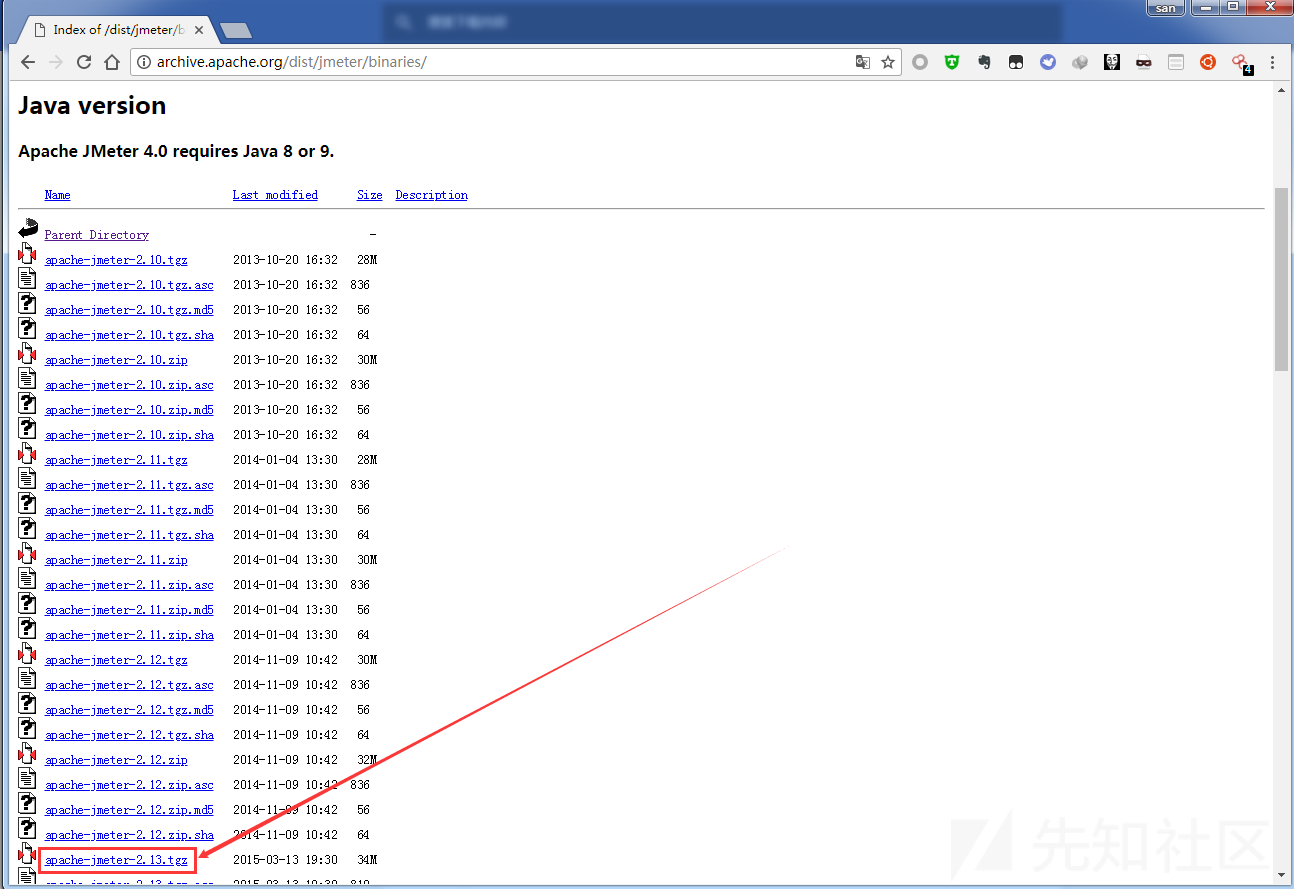 san
Index of /dist/jmeter/b
archive.apache.org/dist/jmeter/binaries/
4
Java version
Apache JMeter 4.0 requires Java 8 or 9.
Name Last modified Size Description
Parent Directory -
apache-jmeter-2.10.tgz 2013-10-20 16:32 28M
apache-jmeter-2.10.tgz.asc 2013-10-20 16:32 836
apache-jmeter-2.10.tgz.md5 2013-10-20 16:32 56
apache-jmeter-2.10.tgz.sha 2013-10-20 16:32 64
apache-jmeter-2.10.zip 2013-10-20 16:32 30M
apache-jmeter-2.10.zip.asc 2013-10-20 16:32 836
apache-jmeter-2.10.zip.md5 2013-10-20 16:32 56
apache-jmeter-2.10.zip.sha 2013-10-20 16:32 64
apache-jmeter-2.11.tgz 2014-01-04 13:30 28M
apache-jmeter-2.11.tgz.asc 2014-01-04 13:30 836
apache-jmeter-2.11.tgz.md5 2014-01-04 13:30 56
apache-jmeter-2.11.tgz.sha 2014-01-04 13:30 64
apache-jmeter-2.11.zip 2014-01-04 13:30 30M
apache-jmeter-2.11.zip.asc 2014-01-04 13:30 836
apache-jmeter-2.11.zip.md5 2014-01-04 13:30 56
apache-jmeter-2.11.zip.sha 2014-01-04 13:30 64
apache-jmeter-2.12.tgz 2014-11-09 10:42 30M
apache-jmeter-2.12.tgz.asc 2014-11-09 10:42 836
apache-jmeter-2.12.tgz.md5 2014-11-09 10:42 56
apache-jmeter-2.12.tgz.sha 2014-11-09 10:42 64
apache-jmeter-2.12.zip 2014-11-09 10:42 32M
apache-jmeter-2.12.zip.asc 2014-11-09 10:42 836
apache-jmeter-2.12.zip.md5 2014-11-09 10:42 56
apache-jmeter-2.12.zip.sha 2014-11-09 10:42 64
apache-jmeter-2.13.tgz 2015-03-13 19:30 34M
先知社区